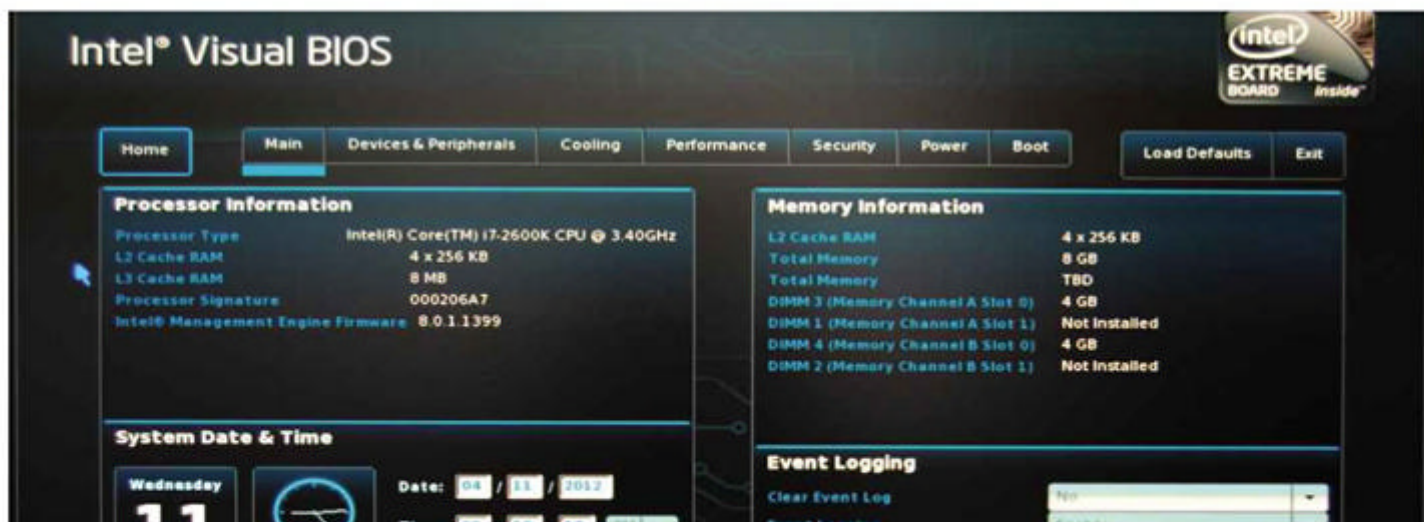 Intel® Visual BIOS
intel
EXTREME
BOARD inside™
Home Main Devices & Peripherals Cooling Performance Security Power Boot Load Defaults Exit
Processor Information
Processor Type Intel(R) Core(TM) i7-2600K CPU @ 3.40GHz
L2 Cache RAM 4 x 256 KB
L3 Cache RAM 8 MB
Processor Signature 000206A7
Intel® Management Engine Firmware 8.0.1.1399
Memory Information
L2 Cache RAM 4 x 256 KB
Total Memory 8 GB
Total Memory TBD
DIMM 3 (Memory Channel A Slot 0) 4 GB
DIMM 1 (Memory Channel A Slot 1) Not Installed
DIMM 4 (Memory Channel B Slot 0) 4 GB
DIMM 2 (Memory Channel B Slot 1) Not Installed
System Date & Time
Wednesday
11
Date: 04 / 11 / 2012
Event Logging
Clear Event Log No